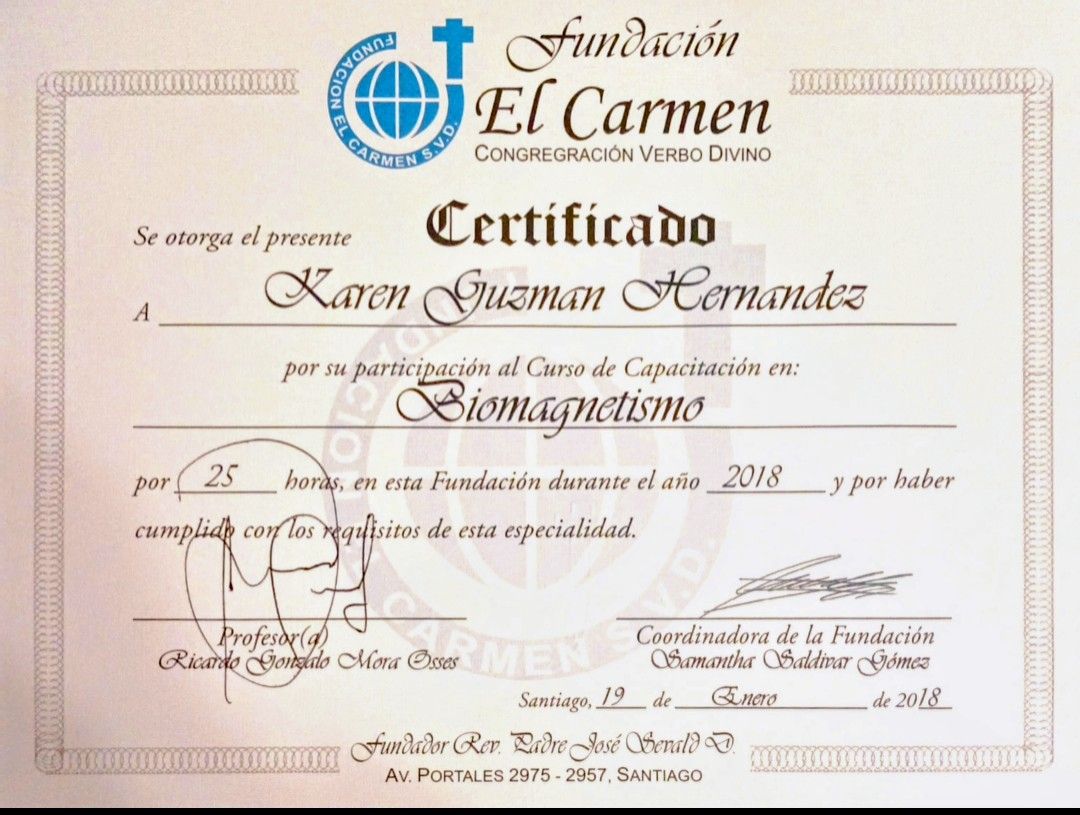 FUNDACION EL CARMEN S.V.D.
Fundación
El Carmen
CONGREGRACIÓN VERBO DIVINO
Se otorga el presente Certificado
A Karen Guzman Hernandez
por su participación al Curso de Capacitación en:
Biomagnetismo
por 25 horas, en esta Fundación durante el año 2018 y por haber
cumplido con los requisitos de esta especialidad.
Profesor(a) Coordinadora de la Fundación
Ricardo Gonzalo Mora Osses Samantha Saldivar Gómez
Santiago, 19 de Enero de 2018
Fundador Rev. Padre José Sevald D.
AV. PORTALES 2975 - 2957, SANTIAGO